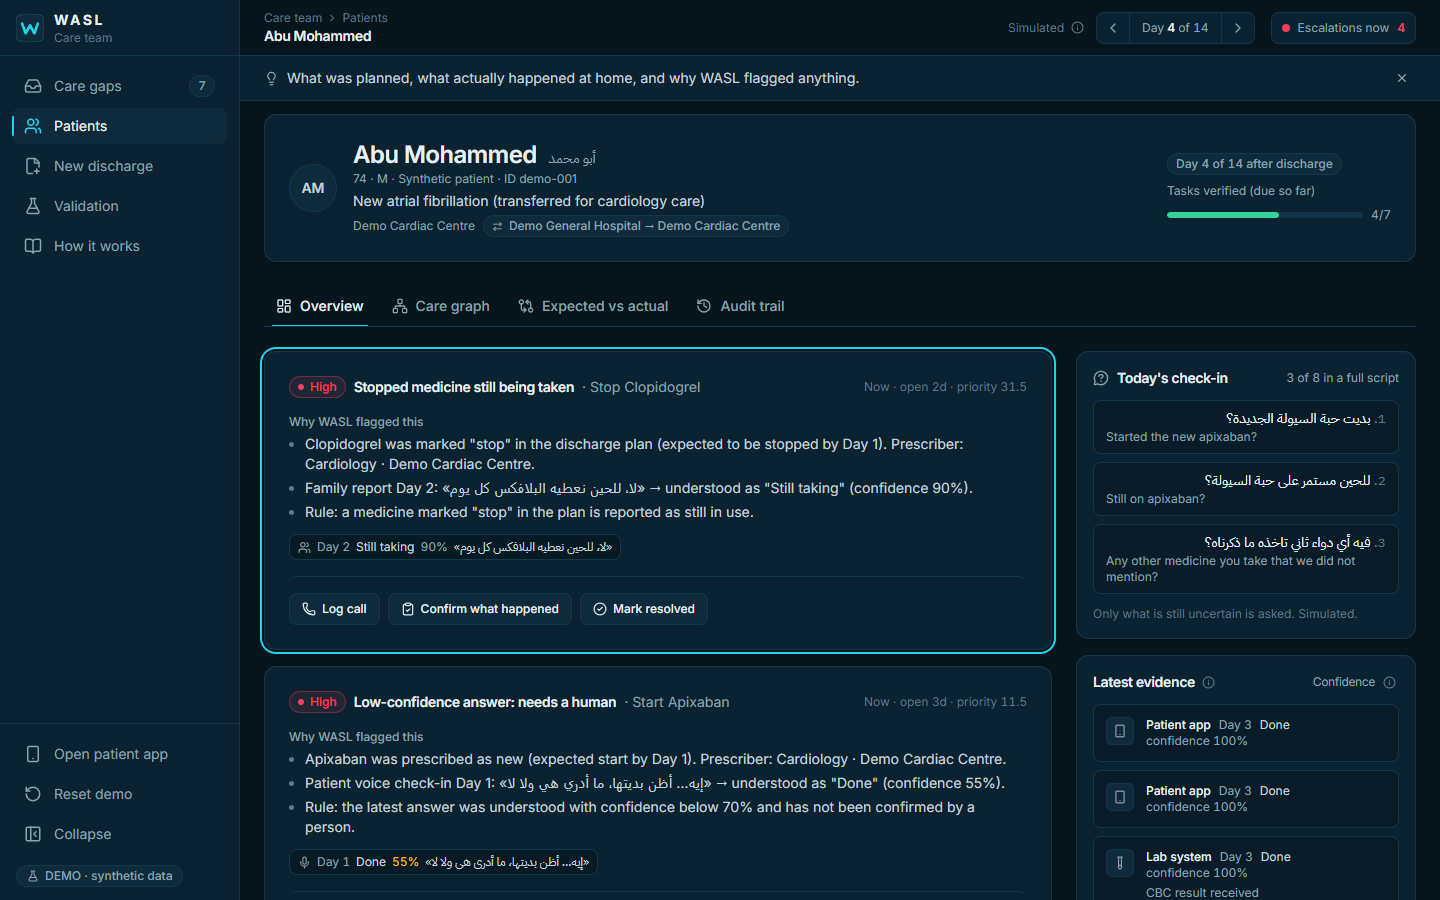 WASL
Care team
Care gaps 7
Patients
New discharge
Validation
How it works
Open patient app
Reset demo
Collapse
DEMO · synthetic data
Care team > Patients
Abu Mohammed
Simulated
Day 4 of 14
Escalations now 4
What was planned, what actually happened at home, and why WASL flagged anything.
AM
Abu Mohammed أبو محمد
74 · M · Synthetic patient · ID demo-001
New atrial fibrillation (transferred for cardiology care)
Demo Cardiac Centre Demo General Hospital → Demo Cardiac Centre
Day 4 of 14 after discharge
Tasks verified (due so far)
4/7
Overview
Care graph
Expected vs actual
Audit trail
High Stopped medicine still being taken · Stop Clopidogrel Now · open 2d · priority 31.5
Why WASL flagged this
Clopidogrel was marked "stop" in the discharge plan (expected to be stopped by Day 1). Prescriber:
Cardiology · Demo Cardiac Centre.
Family report Day 2: «لا، للحين نعطيه البلافكس كل يوم» → understood as "Still taking" (confidence 90%).
Rule: a medicine marked "stop" in the plan is reported as still in use.
Day 2 Still taking 90% «لا، للحين نعطيه البلافكس كل يوم»
Log call
Confirm what happened
Mark resolved
High Low-confidence answer: needs a human · Start Apixaban Now · open 3d · priority 11.5
Why WASL flagged this
Apixaban was prescribed as new (expected start by Day 1). Prescriber: Cardiology · Demo Cardiac Centre.
Patient voice check-in Day 1: «إيه... أظن بديتها، ما أدري هي ولا لا» → understood as "Done" (confidence 55%).
Rule: the latest answer was understood with confidence below 70% and has not been confirmed by a
person.
Day 1 Done 55% «إيه... أظن بديتها، ما أدري هي ولا لا»
Today's check-in 3 of 8 in a full script
1. بديت حبة السيولة الجديدة؟
Started the new apixaban?
2. للحين مستمر على حبة السيولة؟
Still on apixaban?
3. فيه أي دواء ثاني تاخذه ما ذكرناه؟
Any other medicine you take that we did not
mention?
Only what is still uncertain is asked. Simulated.
Latest evidence Confidence
Patient app Day 3 Done
confidence 100%
Patient app Day 3 Done
confidence 100%
Lab system Day 3 Done
confidence 100%
CBC result received